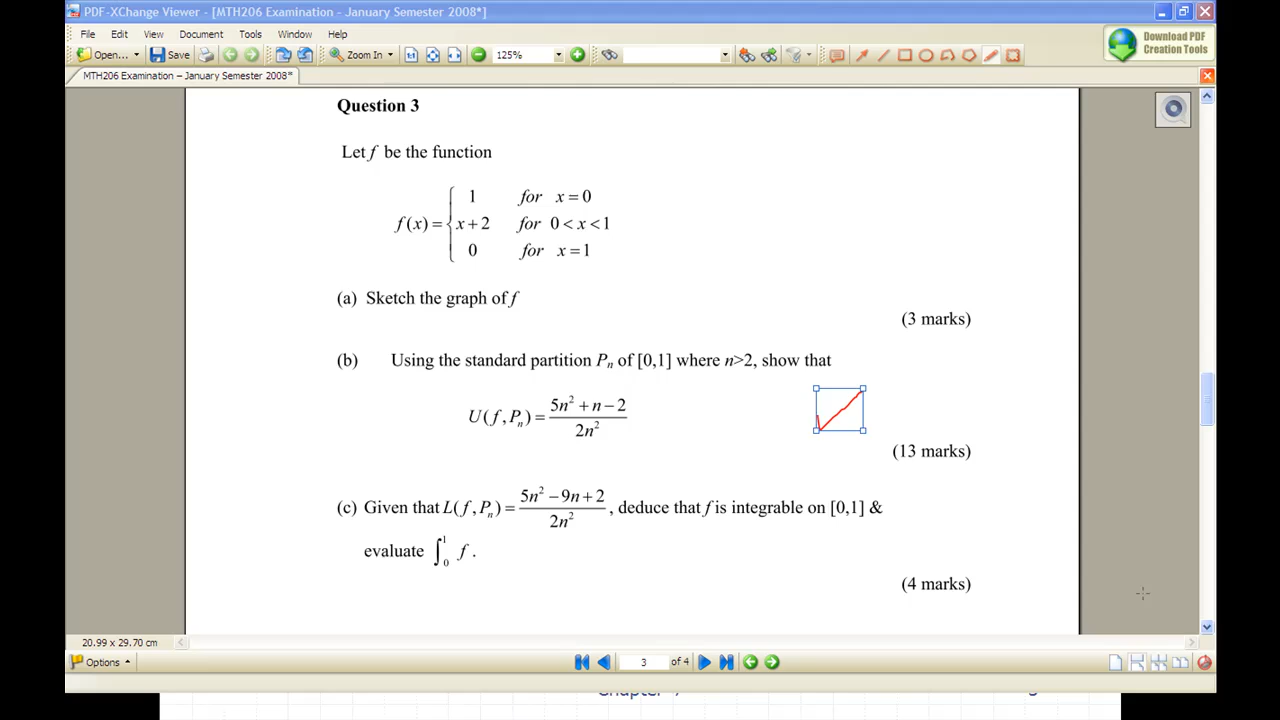 PDF-XChange Viewer - [MTH206 Examination - January Semester 2008*]
File Edit View Document Tools Window Help
Open... Save Zoom In 125% Download PDF Creation Tools
MTH206 Examination – January Semester 2008*
Question 3
Let f be the function
f(x) = { 1 for x = 0
x + 2 for 0 < x < 1
0 for x = 1
(a) Sketch the graph of f
(3 marks)
(b) Using the standard partition Pₙ of [0,1] where n>2, show that
U(f, Pₙ) = (5n² + n − 2) / 2n²
(13 marks)
(c) Given that L(f, Pₙ) = (5n² − 9n + 2) / 2n², deduce that f is integrable on [0,1] &
evaluate ∫₀¹ f .
(4 marks)
20.99 x 29.70 cm
Options 3 of 4